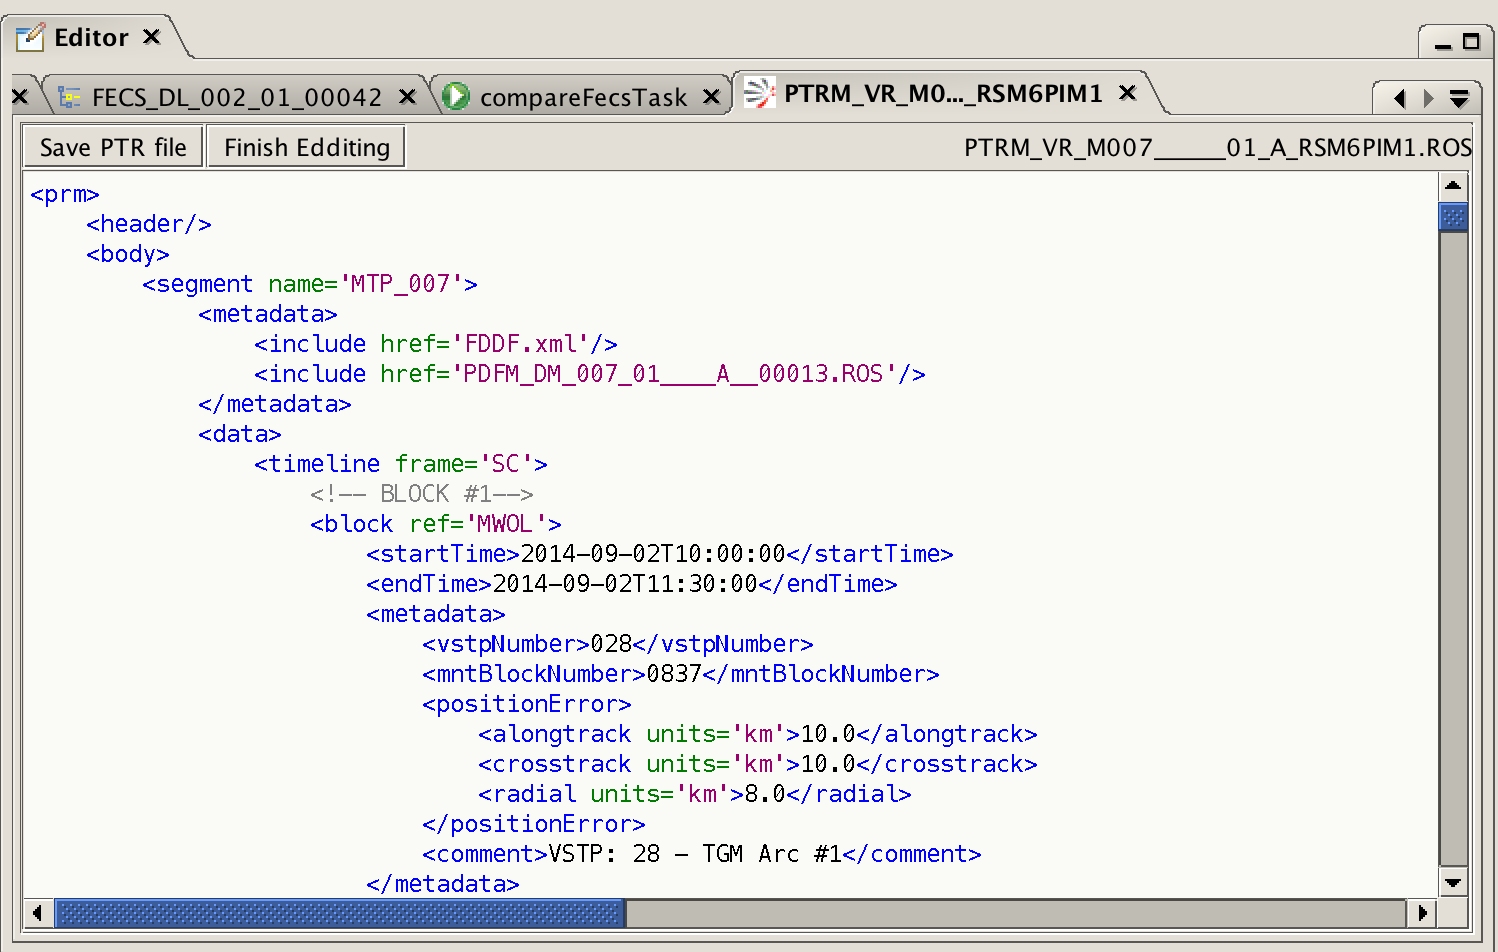 Editor
FECS_DL_002_01_00042 compareFecsTask PTRM_VR_M0..._RSM6PIM1
Save PTR file Finish Edditing PTRM_VR_M007_____01_A_RSM6PIM1.ROS
<prm>
<header/>
<body>
<segment name='MTP_007'>
<metadata>
<include href='FDDF.xml'/>
<include href='PDFM_DM_007_01____A__00013.ROS'/>
</metadata>
<data>
<timeline frame='SC'>
<!-- BLOCK #1-->
<block ref='MWOL'>
<startTime>2014-09-02T10:00:00</startTime>
<endTime>2014-09-02T11:30:00</endTime>
<metadata>
<vstpNumber>028</vstpNumber>
<mntBlockNumber>0837</mntBlockNumber>
<positionError>
<alongtrack units='km'>10.0</alongtrack>
<crosstrack units='km'>10.0</crosstrack>
<radial units='km'>8.0</radial>
</positionError>
<comment>VSTP: 28 - TGM Arc #1</comment>
</metadata>